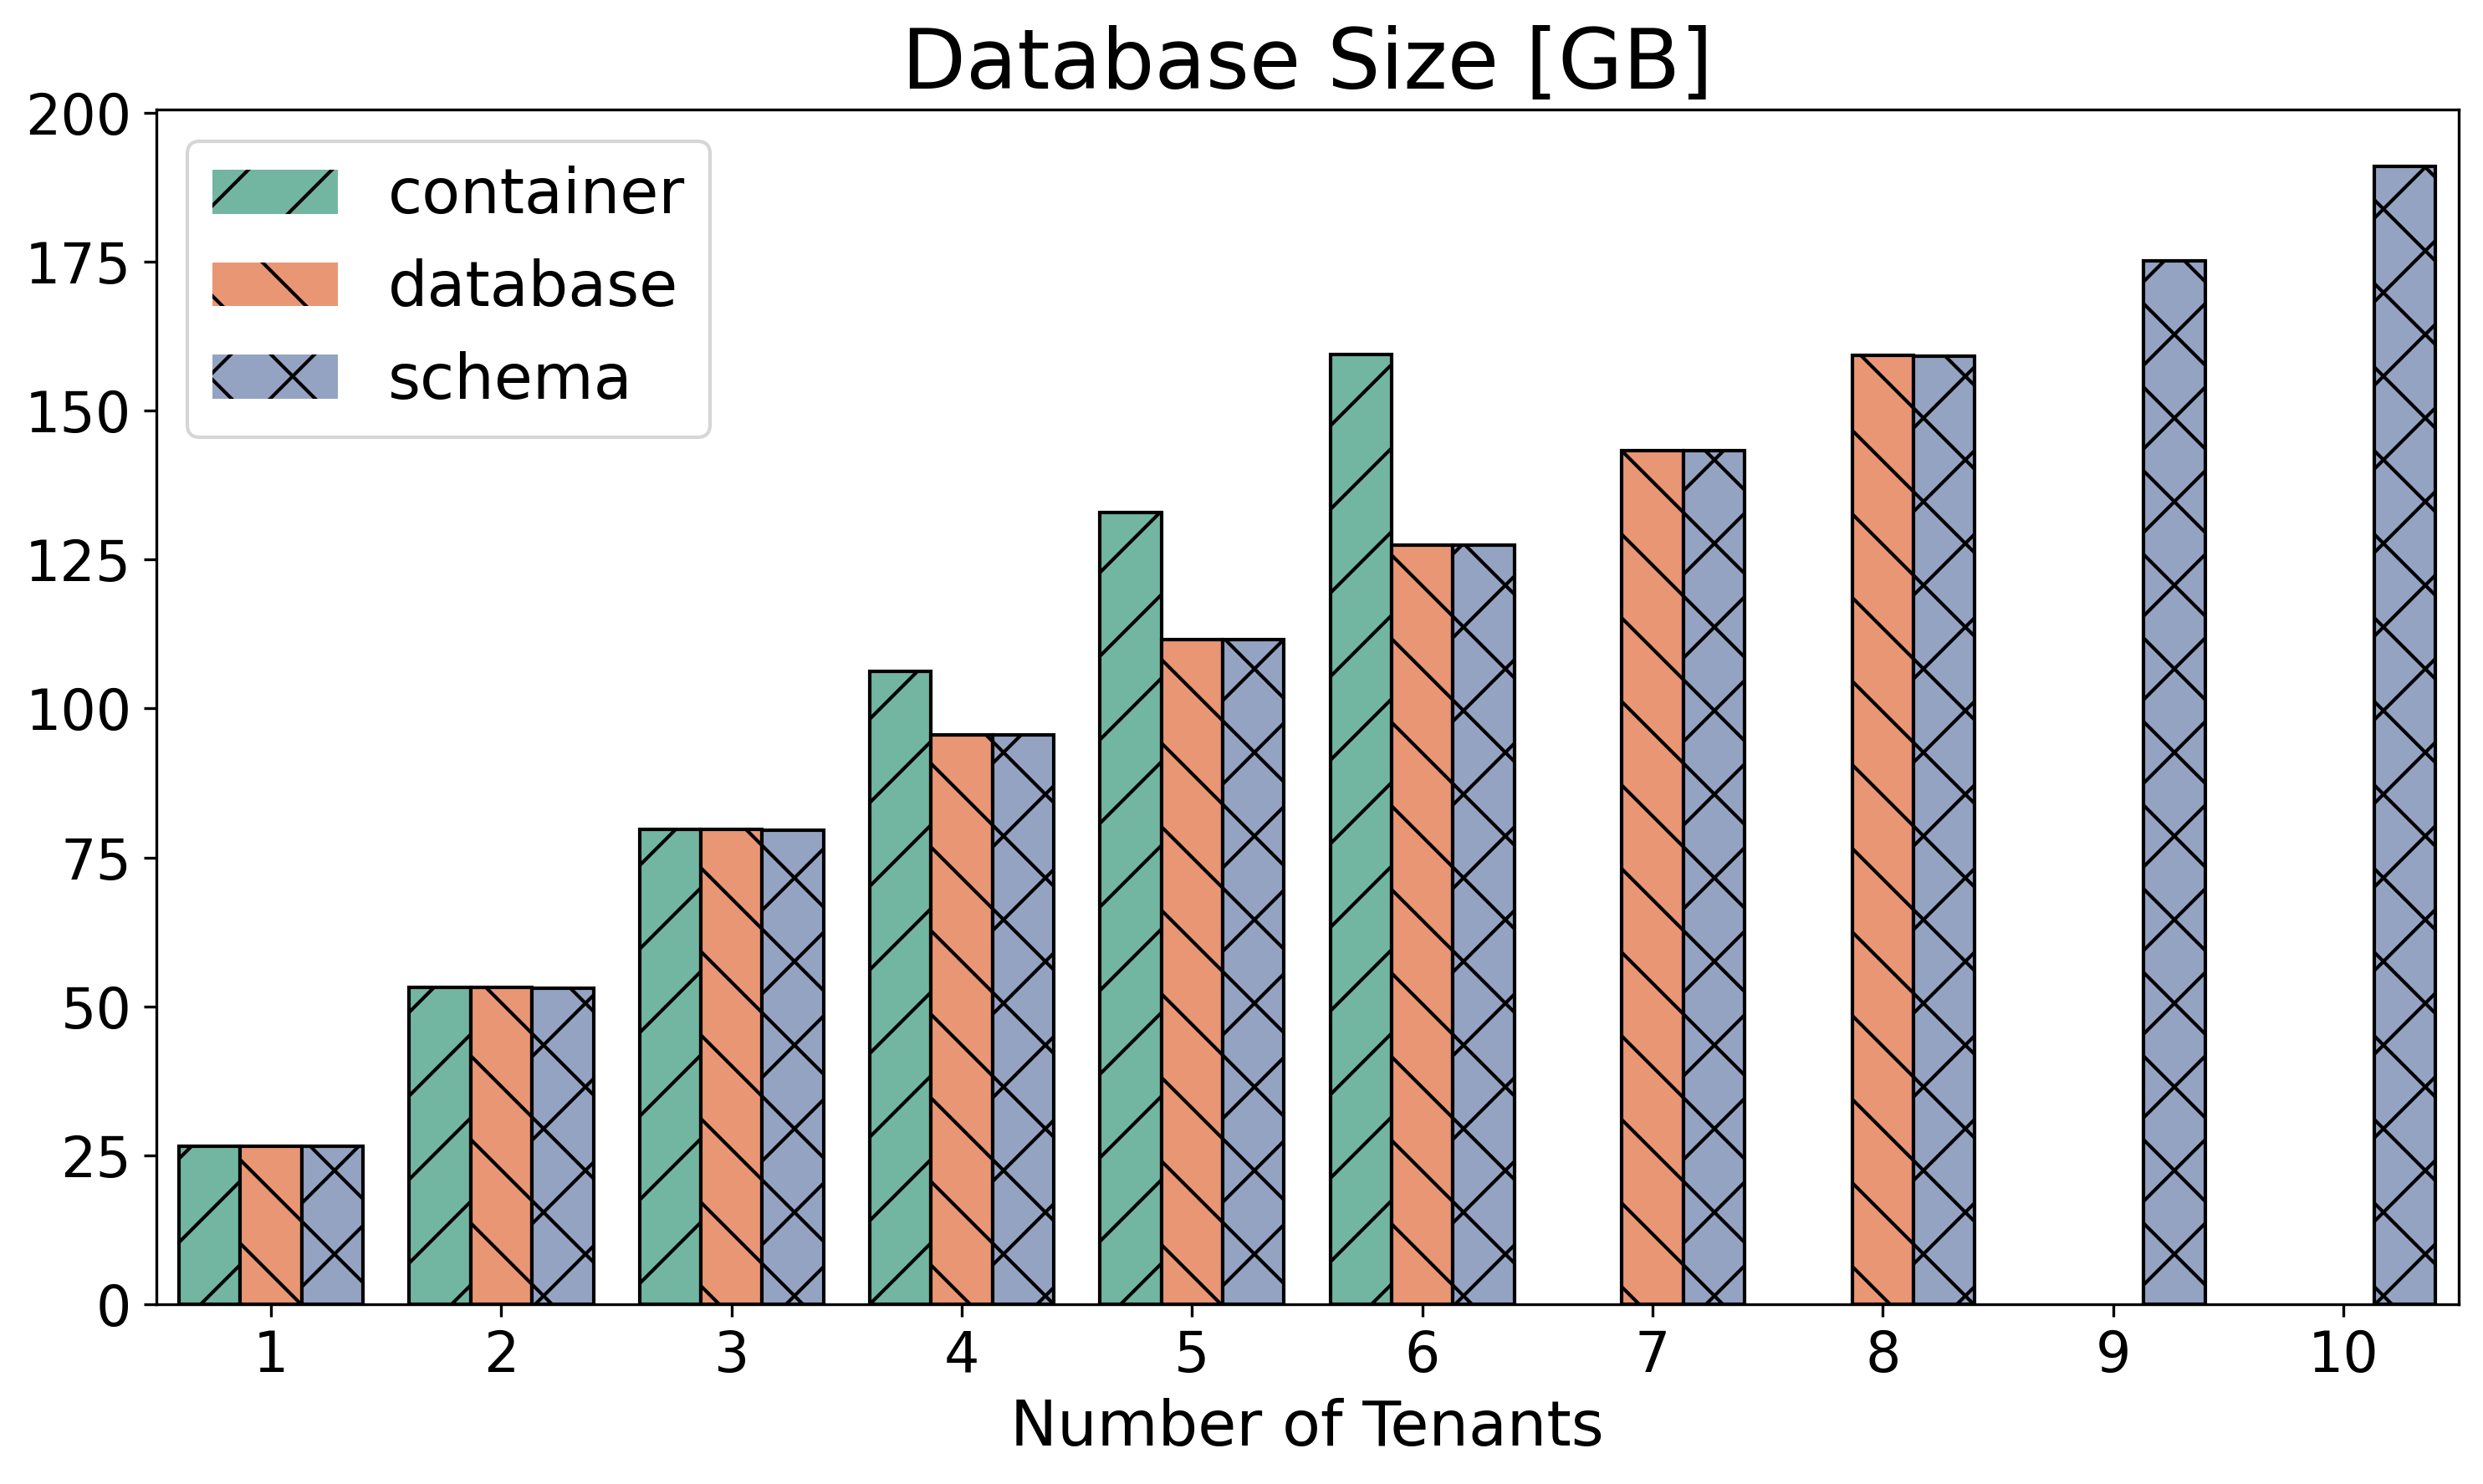 Database Size [GB]
200
175
150
125
100
75
50
25
0
container
database
schema
1 2 3 4 5 6 7 8 9 10
Number of Tenants